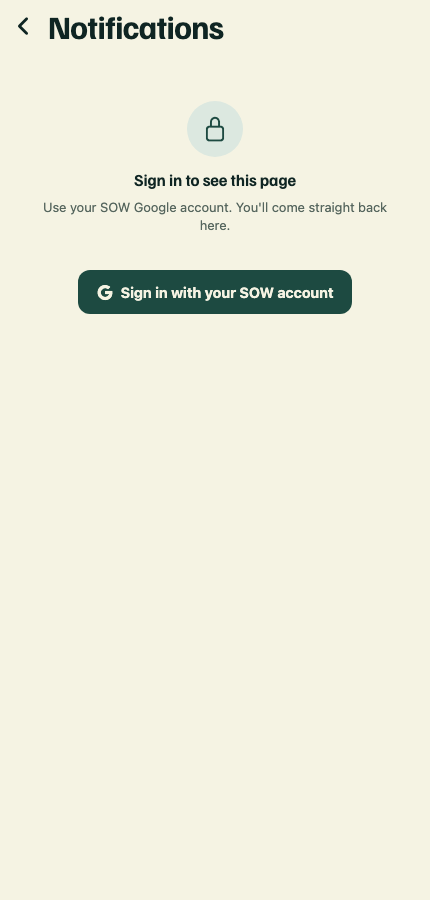 Notifications
Sign in to see this page
Use your SOW Google account. You'll come straight back
here.
Sign in with your SOW account